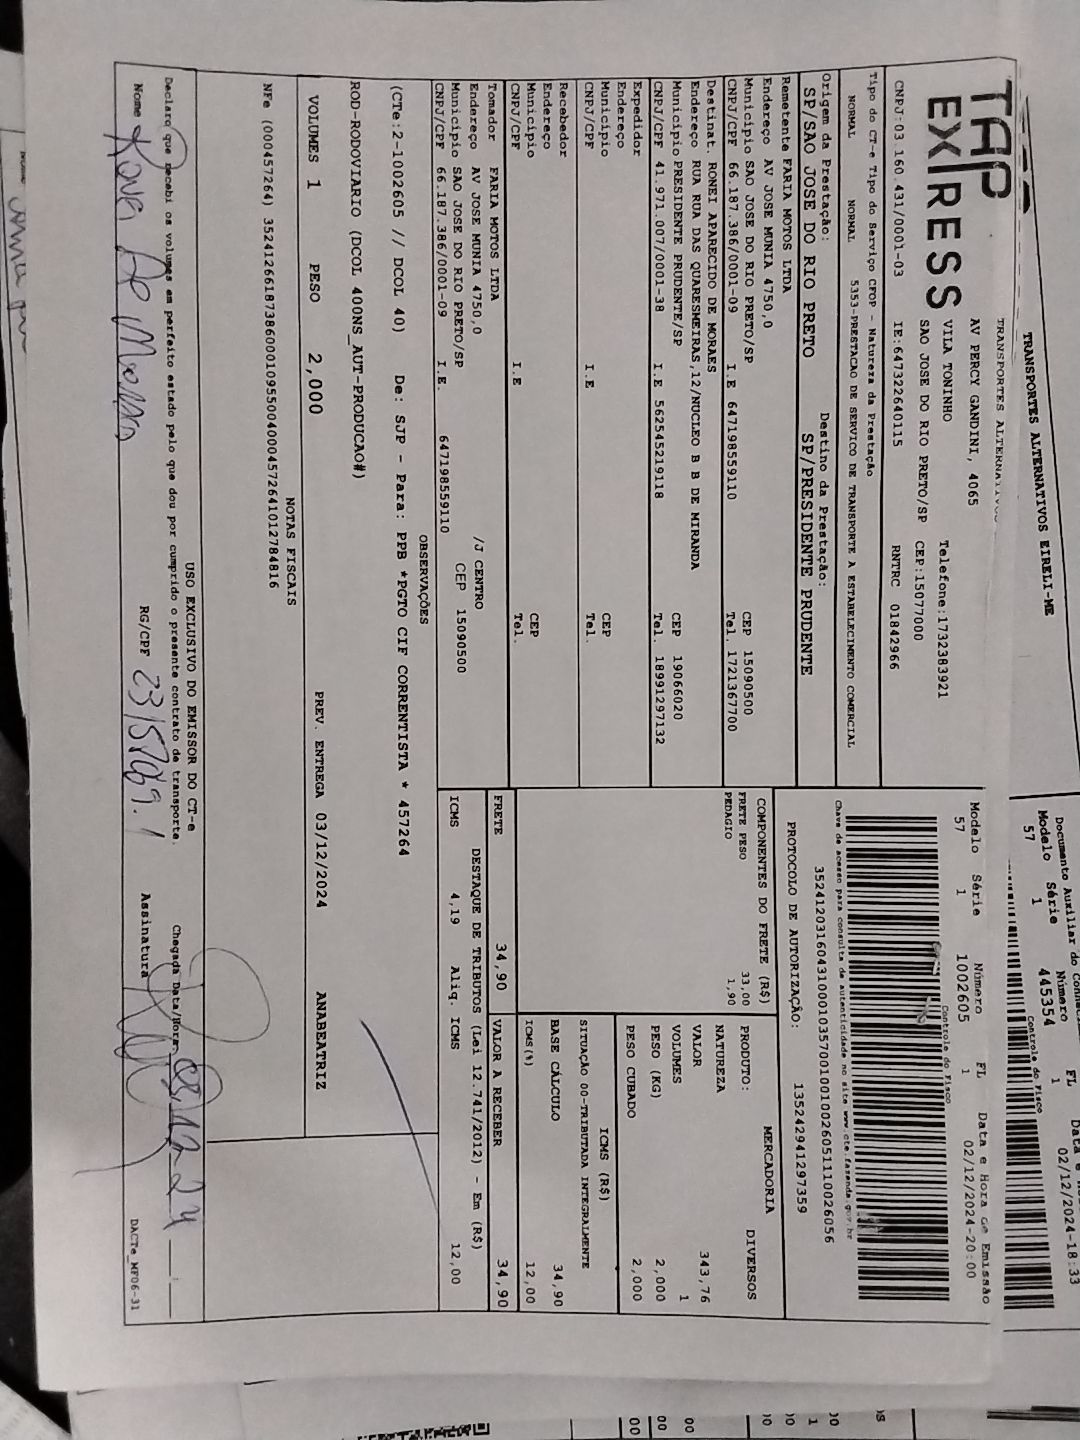 TRANSPORTES ALTERNATIVOS EIRELI-ME
Documento Auxiliar do
Modelo Série Número FL
57 1 445354 1 02/12/2024-18:33
Controle do Fisco
TRANSPORTES ALTERNATIVOS
TAP EXPRESS
AV PERCY GANDINI, 4065
VILA TONINHO Telefone:1732383921
SAO JOSE DO RIO PRETO/SP CEP:15077000
CNPJ:03.160.431/0001-03 IE:647322640115 RNTRC 01842966
Modelo Série Número FL Data e Hora de Emissão
57 1 1002605 1 02/12/2024-20:00
Controle do Fisco
Chave de acesso para consulta de autenticidade no site www.cte.fazenda.gov.br
35241203160431000103570010010026051110026056
PROTOCOLO DE AUTORIZAÇÃO: 135242941297359
Tipo do CT-e Tipo do Serviço CFOP - Natureza da Prestação
NORMAL NORMAL 5353-PRESTACAO DE SERVICO DE TRANSPORTE A ESTABELECIMENTO COMERCIAL
Origem da Prestação: Destino da Prestação:
SP/SAO JOSE DO RIO PRETO SP/PRESIDENTE PRUDENTE
Remetente FARIA MOTOS LTDA
Endereço AV JOSE MUNIA 4750,0
Município SAO JOSE DO RIO PRETO/SP CEP 15090500
CNPJ/CPF 66.187.386/0001-09 I.E 647198559110 Tel. 1721367700
Destinat. RONEI APARECIDO DE MORAES
Endereço RUA RUA DAS QUARESMEIRAS,12/NUCLEO B B DE MIRANDA
Município PRESIDENTE PRUDENTE/SP CEP 19066020
CNPJ/CPF 41.971.007/0001-38 I.E 562545219118 Tel. 18991297132
Expedidor
Endereço
Município CEP
CNPJ/CPF I.E Tel.
Recebedor
Endereço
Município CEP
CNPJ/CPF I.E Tel.
Tomador FARIA MOTOS LTDA
Endereço AV JOSE MUNIA 4750,0 /J CENTRO
Município SAO JOSE DO RIO PRETO/SP CEP 15090500
CNPJ/CPF 66.187.386/0001-09 I.E. 647198559110
COMPONENTES DO FRETE (R$)
FRETE PESO 33,00
PEDAGIO 1,90
MERCADORIA
PRODUTO: DIVERSOS
NATUREZA
VALOR 343,76
VOLUMES 1
PESO (KG) 2,000
PESO CUBADO 2,000
ICMS (R$)
SITUAÇÃO 00-TRIBUTADA INTEGRALMENTE
BASE CÁLCULO 34,90
ICMS(%) 12,00
FRETE 34,90 VALOR A RECEBER 34,90
DESTAQUE DE TRIBUTOS (Lei 12.741/2012) - Em (R$)
ICMS 4,19 Aliq. ICMS 12,00
OBSERVAÇÕES
(CTe:2-1002605 // DCOL 40) De: SJP - Para: PPB *PGTO CIF CORRENTISTA * 457264
ROD-RODOVIARIO (DCOL 400NS_AUT-PRODUCAO#)
VOLUMES 1 PESO 2,000 PREV. ENTREGA 03/12/2024 ANABEATRIZ
NOTAS FISCAIS
NFe (000457264) 35241266187386000109550040004572641012784816
USO EXCLUSIVO DO EMISSOR DO CT-e
Declaro que recebi os volumes em perfeito estado pelo que dou por cumprido o presente contrato de transporte. Chegada Data/Hora
Nome RG/CPF Assinatura
DACTe_MF06-31